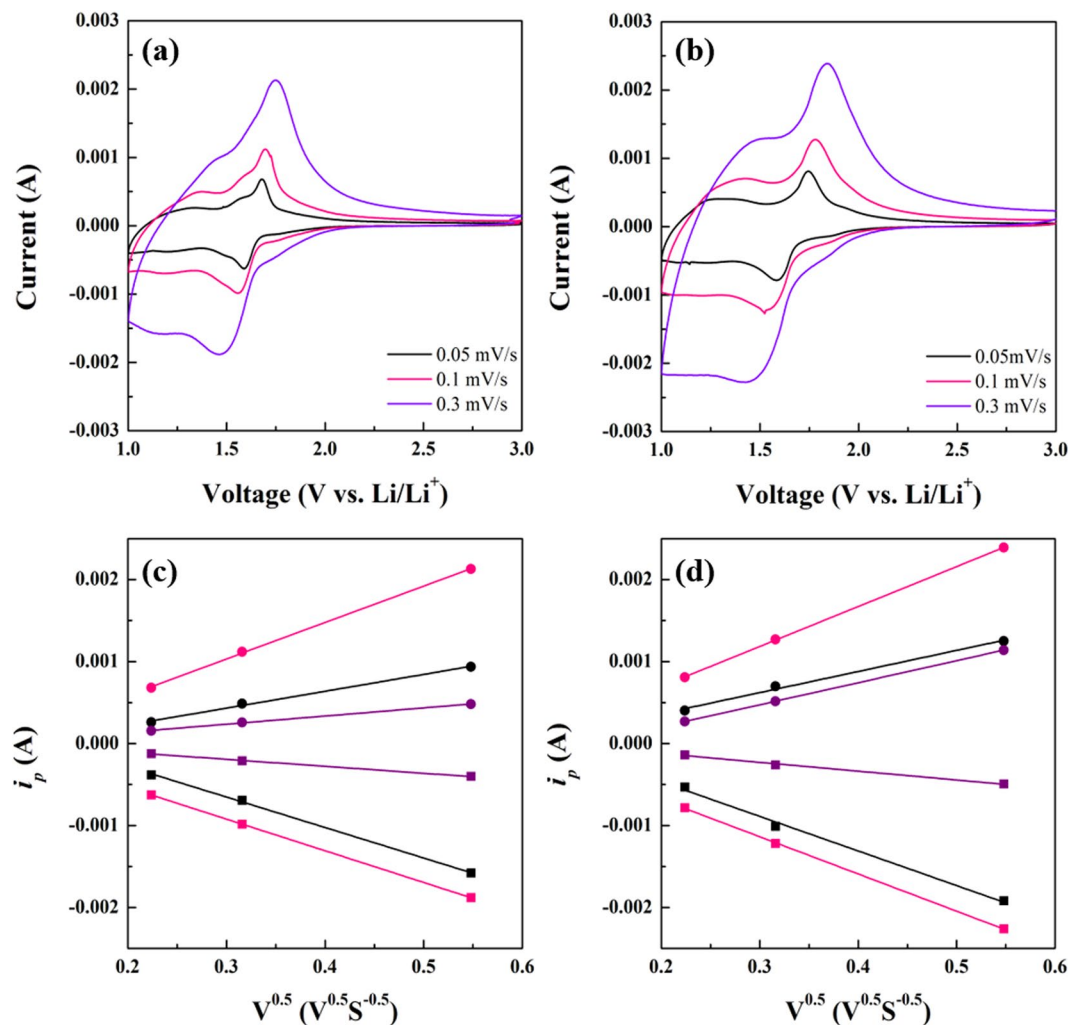 (a)
0.003
0.002
0.001
0.000
-0.001
-0.002
-0.003
Current (A)
1.0 1.5 2.0 2.5 3.0
Voltage (V vs. Li/Li⁺)
0.05 mV/s
0.1 mV/s
0.3 mV/s
(b)
0.003
0.002
0.001
0.000
-0.001
-0.002
-0.003
Current (A)
1.0 1.5 2.0 2.5 3.0
Voltage (V vs. Li/Li⁺)
0.05mV/s
0.1 mV/s
0.3 mV/s
(c)
0.002
0.001
0.000
-0.001
-0.002
iₚ (A)
0.2 0.3 0.4 0.5 0.6
V⁰·⁵ (V⁰·⁵S⁻⁰·⁵)
(d)
0.002
0.001
0.000
-0.001
-0.002
iₚ (A)
0.2 0.3 0.4 0.5 0.6
V⁰·⁵ (V⁰·⁵S⁻⁰·⁵)